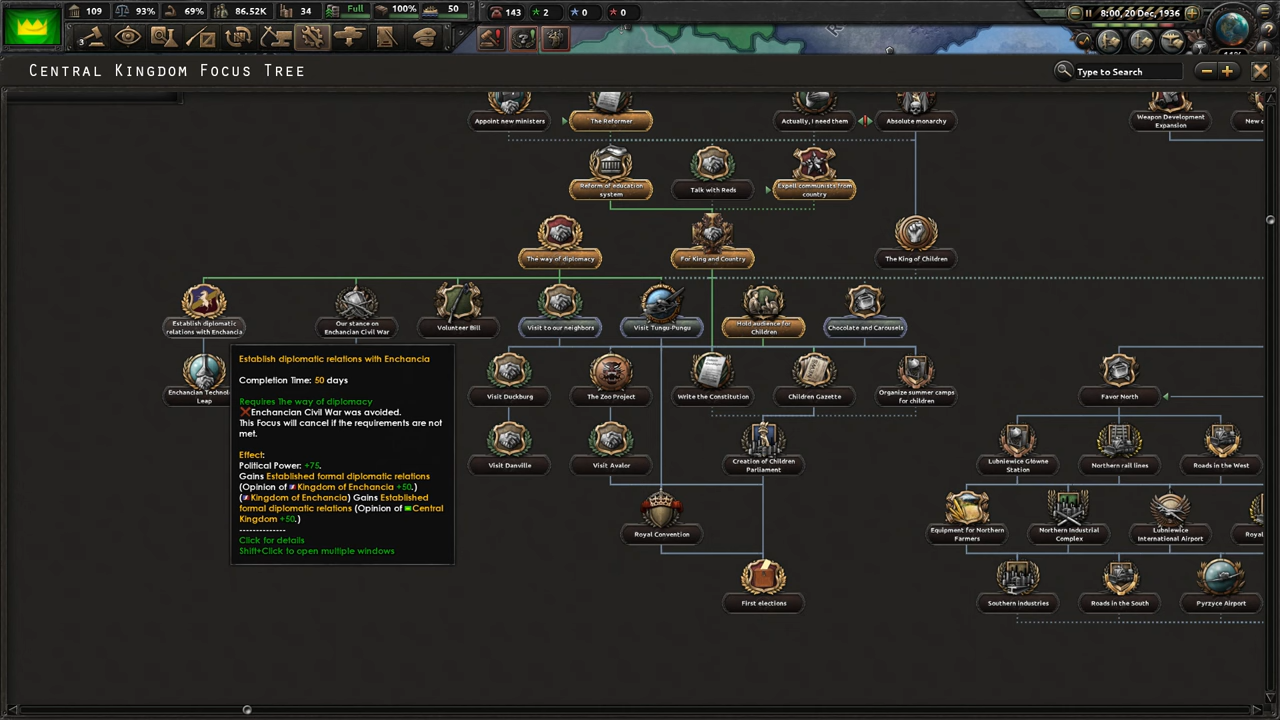 109 93% 69% 86.52K 34 Full 100% 50 143 2 0 0 8:00, 20 Dec, 1936
3
CENTRAL KINGDOM FOCUS TREE
Type to Search
Appoint new ministers
The Reformer
Actually, I need them
Absolute monarchy
Weapon Development
Expansion
New
Reform of education
system
Talk with Reds
Expell communists from
country
The way of diplomacy
For King and Country
The King of Children
Establish diplomatic
relations with Enchancia
Our stance on
Enchancian Civil War
Volunteer Bill
Visit to our neighbors
Visit Tungu-Pungu
Hold audience for
Children
Chocolate and Carousels
Enchancian Technol
Leap
Establish diplomatic relations with Enchancia
Completion Time: 50 days
Requires The way of diplomacy
Enchancian Civil War was avoided.
This Focus will cancel if the requirements are not
met.
Effect:
Political Power: +75.
Gains Established formal diplomatic relations
(Opinion of Kingdom of Enchancia +50.)
(Kingdom of Enchancia) Gains Established
formal diplomatic relations (Opinion of Central
Kingdom +50.)
--------------
Click for details
Shift+Click to open multiple windows
Visit Duckburg
The Zoo Project
Write the Constitution
Children Gazette
Organize summer camps
for children
Favor North
Visit Danville
Visit Avalor
Creation of Children
Parliament
Lubniewice Główne
Station
Northern rail lines
Roads in the West
Royal Convention
Equipment for Northern
Farmers
Northern Industrial
Complex
Lubniewice
International Airport
Royal
First elections
Southern Industries
Roads in the South
Pyrzyce Airport